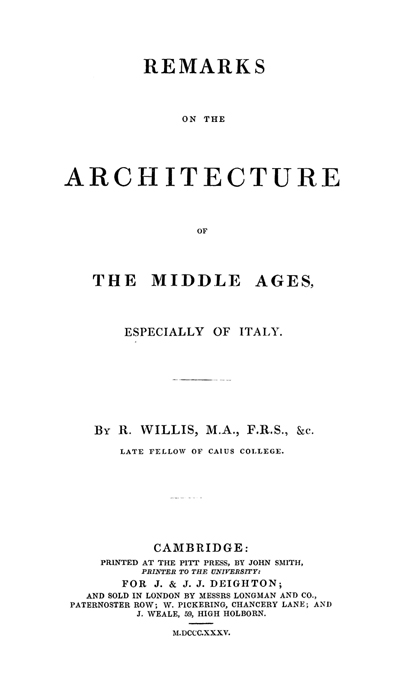 REMARKS
ON THE
ARCHITECTURE
OF
THE MIDDLE AGES,
ESPECIALLY OF ITALY.
By R. WILLIS, M.A., F.R.S., &c.
LATE FELLOW OF CAIUS COLLEGE.
CAMBRIDGE:
PRINTED AT THE PITT PRESS, BY JOHN SMITH,
PRINTER TO THE UNIVERSITY:
FOR J. & J. J. DEIGHTON;
AND SOLD IN LONDON BY MESSRS LONGMAN AND CO.,
PATERNOSTER ROW; W. PICKERING, CHANCERY LANE; AND
J. WEALE, 59, HIGH HOLBORN.
M.DCCC.XXXV.